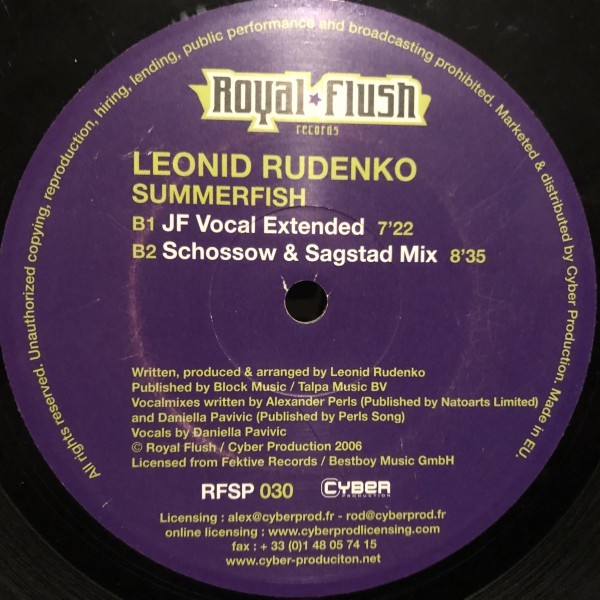 All rights reserved. Unauthorized copying, reproduction, hiring, lending, public performance and broadcasting prohibited. Marketed & distributed by Cyber Production. Made in EU.
Royal Flush
records
LEONID RUDENKO
SUMMERFISH
B1 JF Vocal Extended 7'22
B2 Schossow & Sagstad Mix 8'35
Written, produced & arranged by Leonid Rudenko
Published by Block Music / Talpa Music BV
Vocalmixes written by Alexander Perls (Published by Natoarts Limited)
and Daniella Pavivic (Published by Perls Song)
Vocals by Daniella Pavivic
© Royal Flush / Cyber Production 2006
Licensed from Fektive Records / Bestboy Music GmbH
RFSP 030 CYBER
PRODUCTION
Licensing : alex@cyberprod.fr - rod@cyberprod.fr
online licensing : www.cyberprodlicensing.com
fax : + 33 (0)1 48 05 74 15
www.cyber-produciton.net